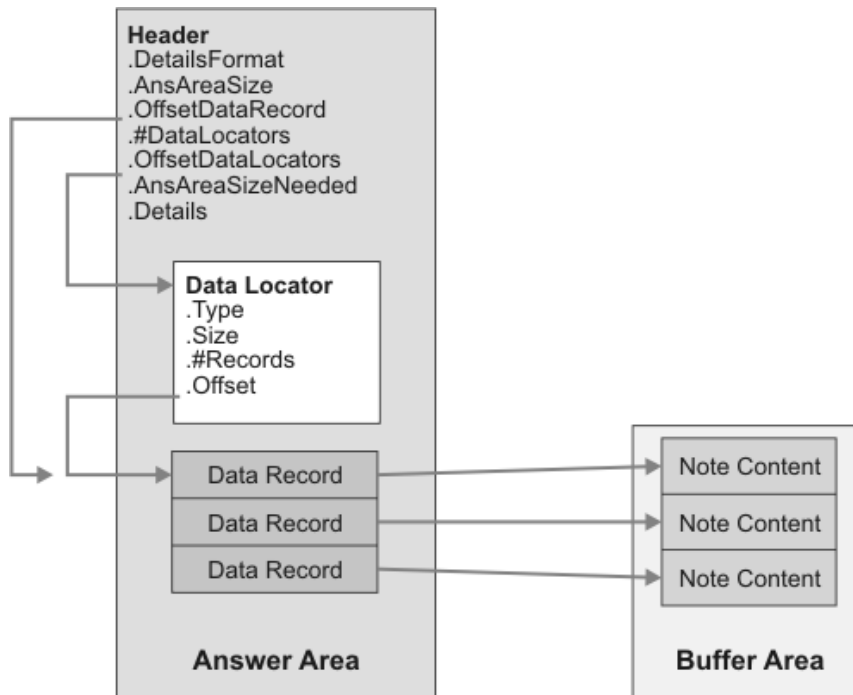 Header
.DetailsFormat
.AnsAreaSize
.OffsetDataRecord
.#DataLocators
.OffsetDataLocators
.AnsAreaSizeNeeded
.Details
Data Locator
.Type
.Size
.#Records
.Offset
Data Record
Data Record
Data Record
Answer Area
Note Content
Note Content
Note Content
Buffer Area